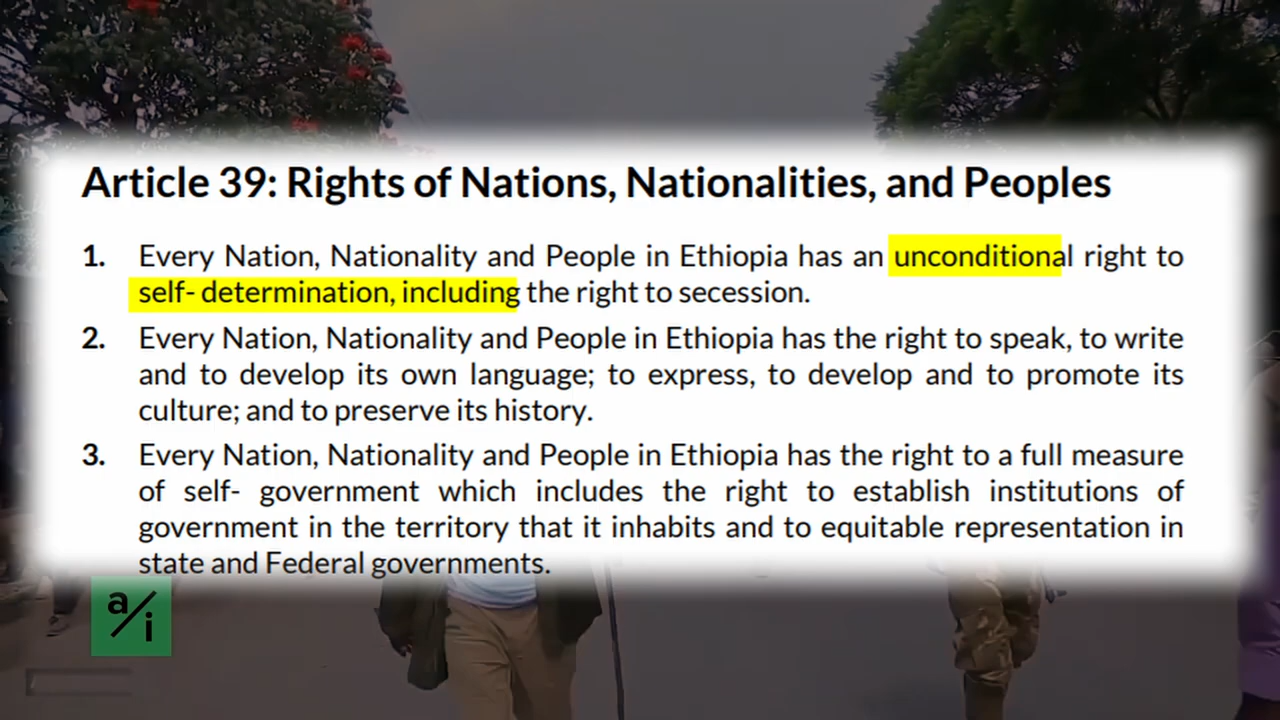 Article 39: Rights of Nations, Nationalities, and Peoples
1. Every Nation, Nationality and People in Ethiopia has an unconditional right to
self- determination, including the right to secession.
2. Every Nation, Nationality and People in Ethiopia has the right to speak, to write
and to develop its own language; to express, to develop and to promote its
culture; and to preserve its history.
3. Every Nation, Nationality and People in Ethiopia has the right to a full measure
of self- government which includes the right to establish institutions of
government in the territory that it inhabits and to equitable representation in
state and Federal governments.
a/i